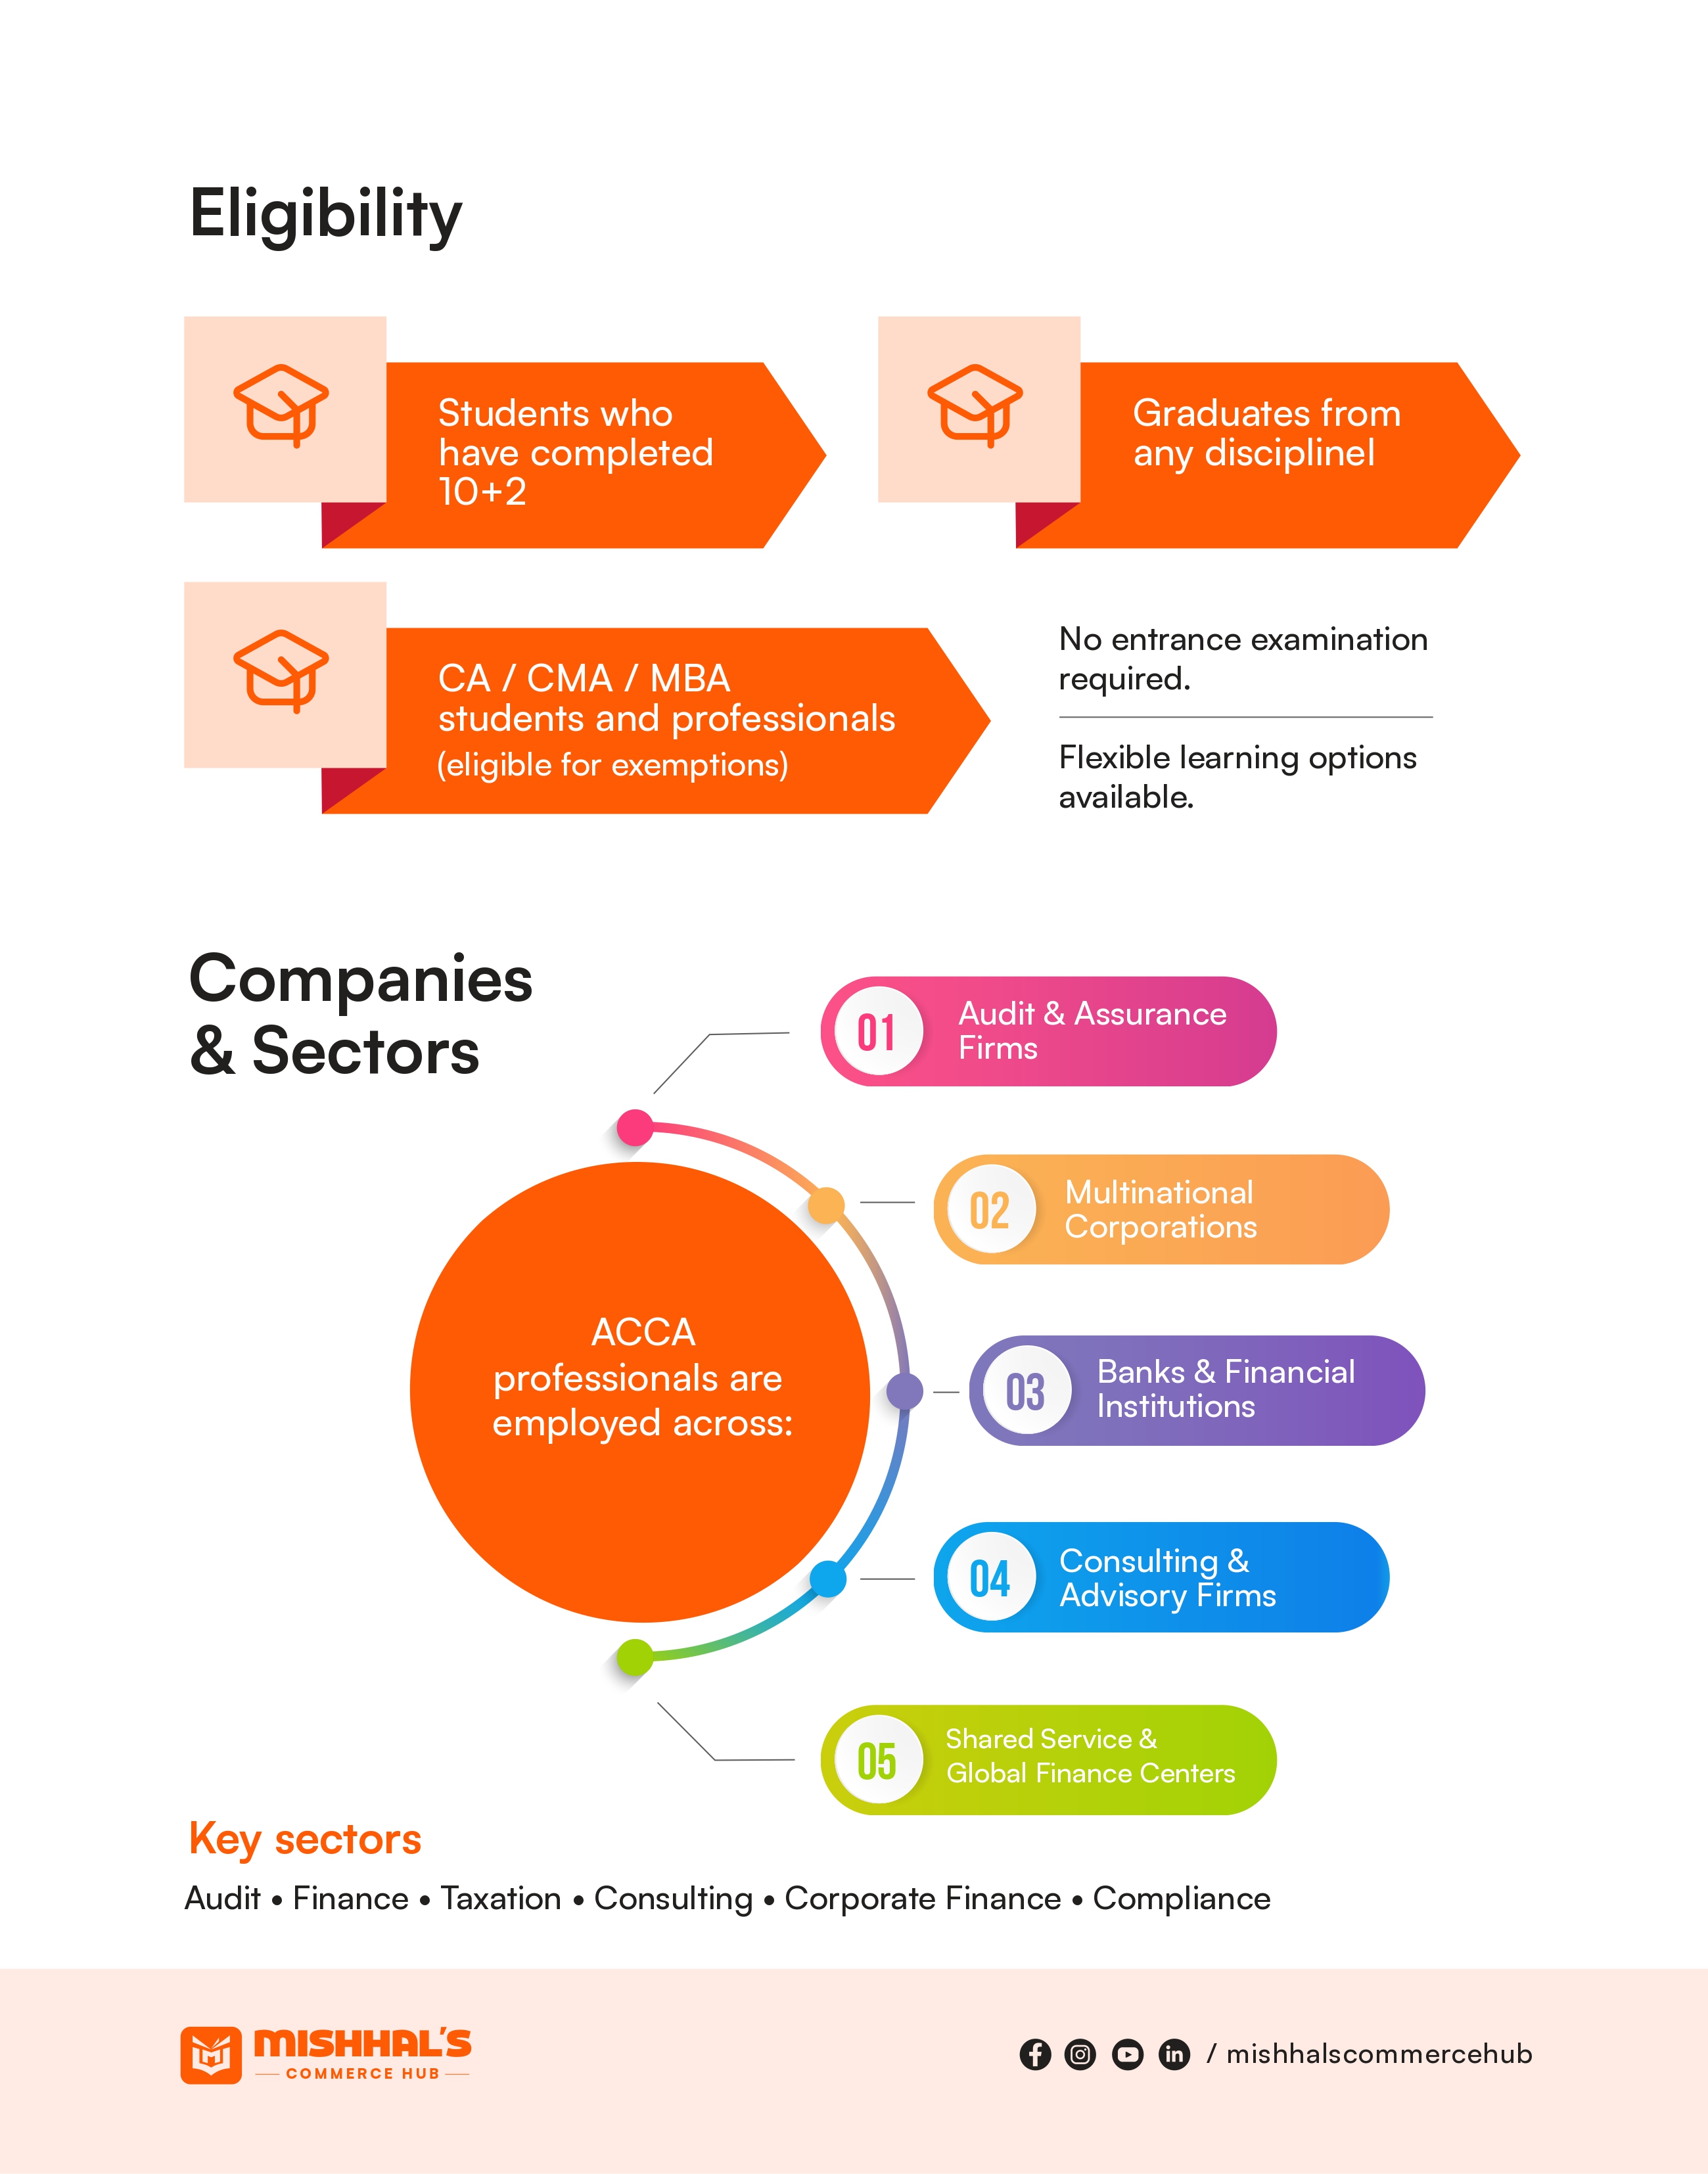 Eligibility
Students who
have completed
10+2
Graduates from
any disciplinel
CA / CMA / MBA
students and professionals
(eligible for exemptions)
No entrance examination
required.
Flexible learning options
available.
Companies
& Sectors
01
Audit & Assurance
Firms
02
Multinational
Corporations
ACCA
professionals are
employed across:
03
Banks & Financial
Institutions
04
Consulting &
Advisory Firms
05
Shared Service &
Global Finance Centers
Key sectors
Audit • Finance • Taxation • Consulting • Corporate Finance • Compliance
MISHHAL'S
COMMERCE HUB
/ mishhalscommercehub